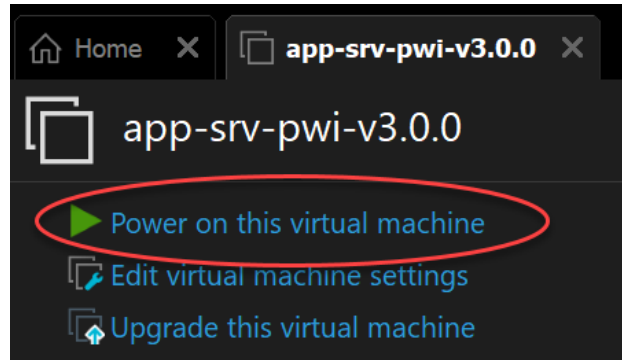 Home
app-srv-pwi-v3.0.0
app-srv-pwi-v3.0.0
Power on this virtual machine
Edit virtual machine settings
Upgrade this virtual machine